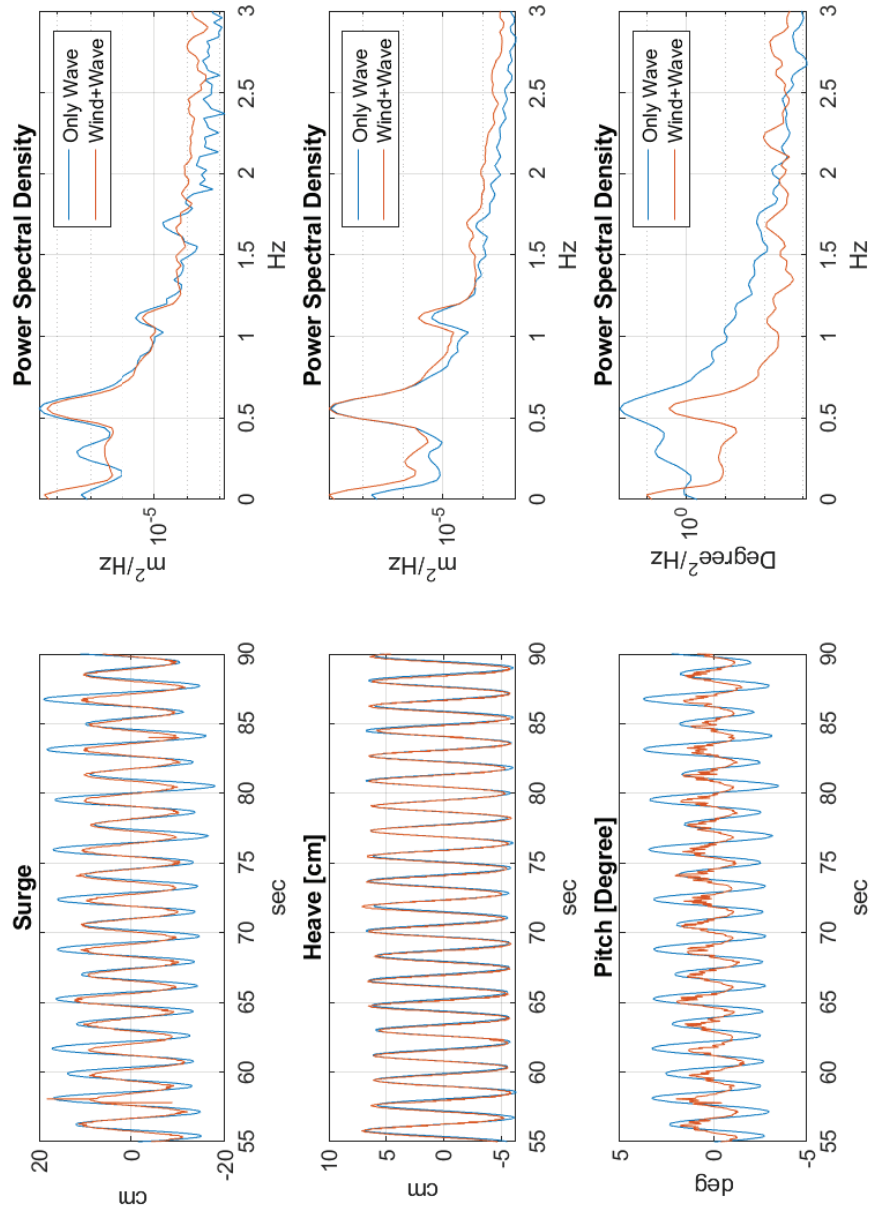 Surge
20
0
-20
cm
55 60 65 70 75 80 85 90
sec
Power Spectral Density
Only Wave
Wind+Wave
10^-5
m^2/Hz
0 0.5 1 1.5 2 2.5 3
Hz
Heave [cm]
10
5
0
-5
cm
55 60 65 70 75 80 85 90
sec
Power Spectral Density
Only Wave
Wind+Wave
10^-5
m^2/Hz
0 0.5 1 1.5 2 2.5 3
Hz
Pitch [Degree]
5
0
-5
deg
55 60 65 70 75 80 85 90
sec
Power Spectral Density
Only Wave
Wind+Wave
10^0
Degree^2/Hz
0 0.5 1 1.5 2 2.5 3
Hz